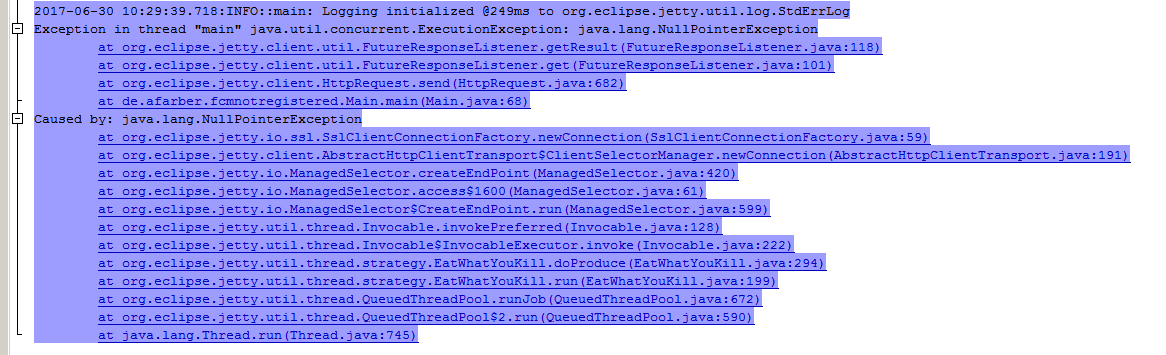 2017-06-30 10:29:39.718:INFO::main: Logging initialized @249ms to org.eclipse.jetty.util.log.StdErrLog
Exception in thread "main" java.util.concurrent.ExecutionException: java.lang.NullPointerException
at org.eclipse.jetty.client.util.FutureResponseListener.getResult(FutureResponseListener.java:118)
at org.eclipse.jetty.client.util.FutureResponseListener.get(FutureResponseListener.java:101)
at org.eclipse.jetty.client.HttpRequest.send(HttpRequest.java:682)
at de.afarber.fcmnotregistered.Main.main(Main.java:68)
Caused by: java.lang.NullPointerException
at org.eclipse.jetty.io.ssl.SslClientConnectionFactory.newConnection(SslClientConnectionFactory.java:59)
at org.eclipse.jetty.client.AbstractHttpClientTransport$ClientSelectorManager.newConnection(AbstractHttpClientTransport.java:191)
at org.eclipse.jetty.io.ManagedSelector.createEndPoint(ManagedSelector.java:420)
at org.eclipse.jetty.io.ManagedSelector.access$1600(ManagedSelector.java:61)
at org.eclipse.jetty.io.ManagedSelector$CreateEndPoint.run(ManagedSelector.java:599)
at org.eclipse.jetty.util.thread.Invocable.invokePreferred(Invocable.java:128)
at org.eclipse.jetty.util.thread.Invocable$InvocableExecutor.invoke(Invocable.java:222)
at org.eclipse.jetty.util.thread.strategy.EatWhatYouKill.doProduce(EatWhatYouKill.java:294)
at org.eclipse.jetty.util.thread.strategy.EatWhatYouKill.run(EatWhatYouKill.java:199)
at org.eclipse.jetty.util.thread.QueuedThreadPool.runJob(QueuedThreadPool.java:672)
at org.eclipse.jetty.util.thread.QueuedThreadPool$2.run(QueuedThreadPool.java:590)
at java.lang.Thread.run(Thread.java:745)